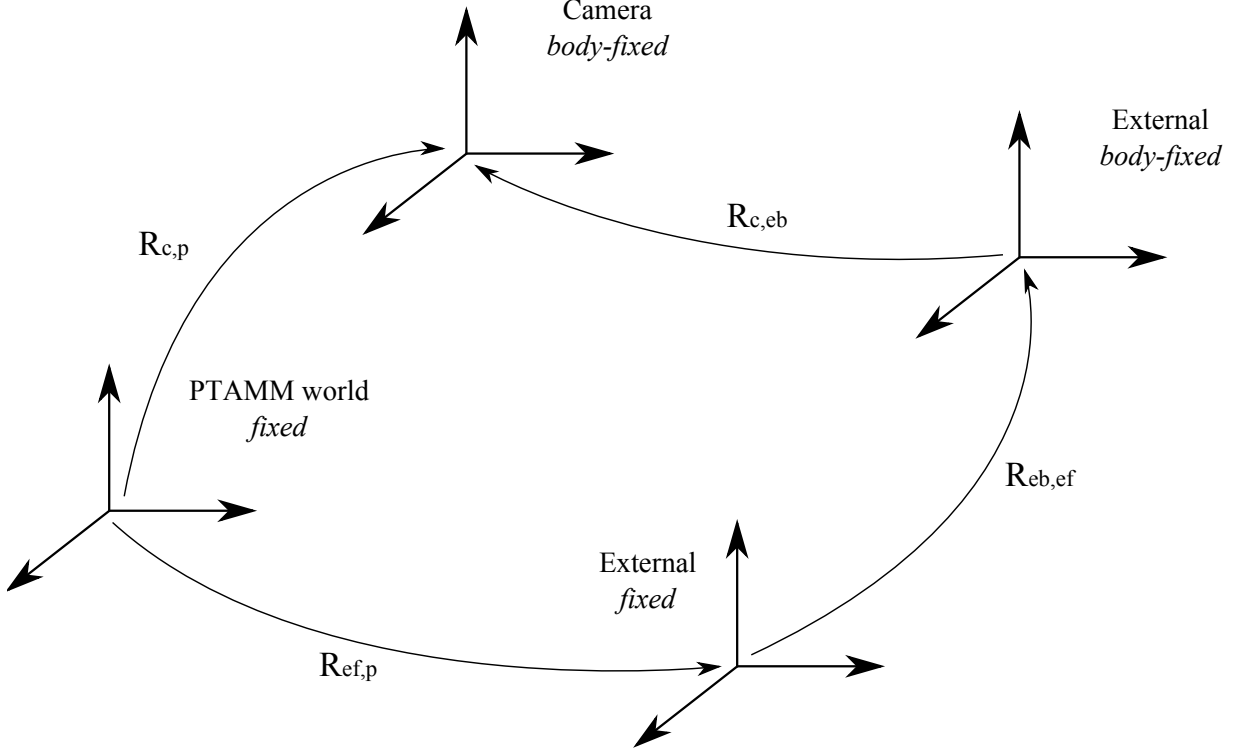 Camera
body-fixed
External
body-fixed
Rc,eb
Rc,p
PTAMM world
fixed
Reb,ef
External
fixed
Ref,p